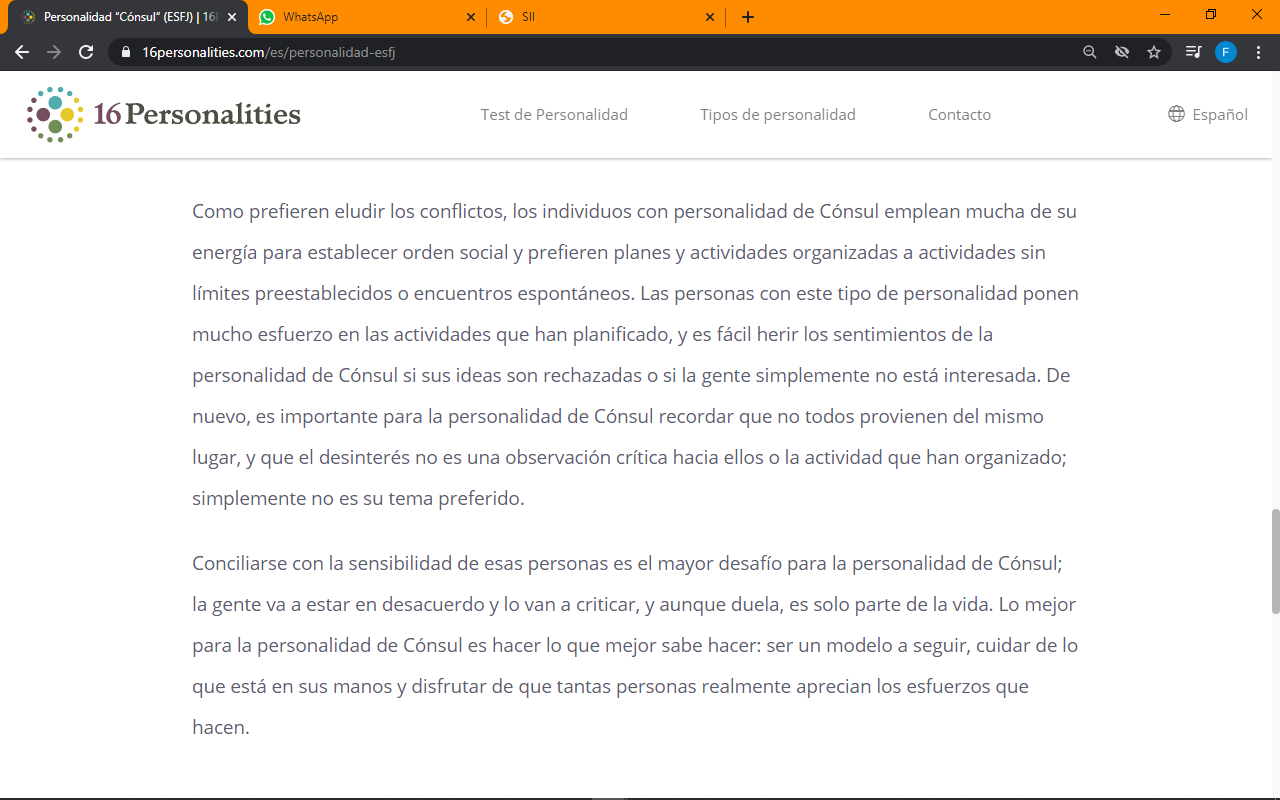 Personalidad “Cónsul” (ESFJ) | 16
WhatsApp
SII
16personalities.com/es/personalidad-esfj
F
16Personalities
Test de Personalidad
Tipos de personalidad
Contacto
Español
Como prefieren eludir los conflictos, los individuos con personalidad de Cónsul emplean mucha de su
energía para establecer orden social y prefieren planes y actividades organizadas a actividades sin
límites preestablecidos o encuentros espontáneos. Las personas con este tipo de personalidad ponen
mucho esfuerzo en las actividades que han planificado, y es fácil herir los sentimientos de la
personalidad de Cónsul si sus ideas son rechazadas o si la gente simplemente no está interesada. De
nuevo, es importante para la personalidad de Cónsul recordar que no todos provienen del mismo
lugar, y que el desinterés no es una observación crítica hacia ellos o la actividad que han organizado;
simplemente no es su tema preferido.
Conciliarse con la sensibilidad de esas personas es el mayor desafío para la personalidad de Cónsul;
la gente va a estar en desacuerdo y lo van a criticar, y aunque duela, es solo parte de la vida. Lo mejor
para la personalidad de Cónsul es hacer lo que mejor sabe hacer: ser un modelo a seguir, cuidar de lo
que está en sus manos y disfrutar de que tantas personas realmente aprecian los esfuerzos que
hacen.